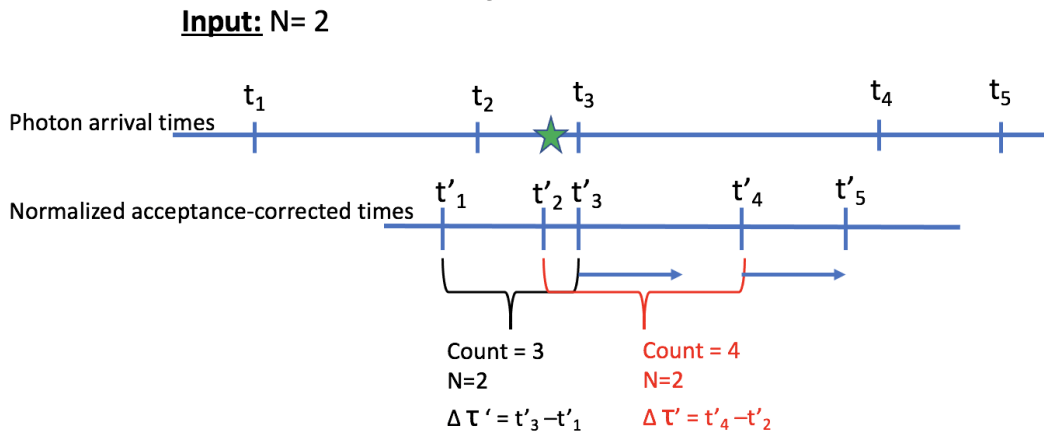 Input: N= 2
t₁ t₂ t₃ t₄ t₅
Photon arrival times
t’₁ t’₂ t’₃ t’₄ t’₅
Normalized acceptance-corrected times
Count = 3
N=2
Δ τ ‘ = t’₃ –t’₁
Count = 4
N=2
Δ τ’ = t’₄ –t’₂